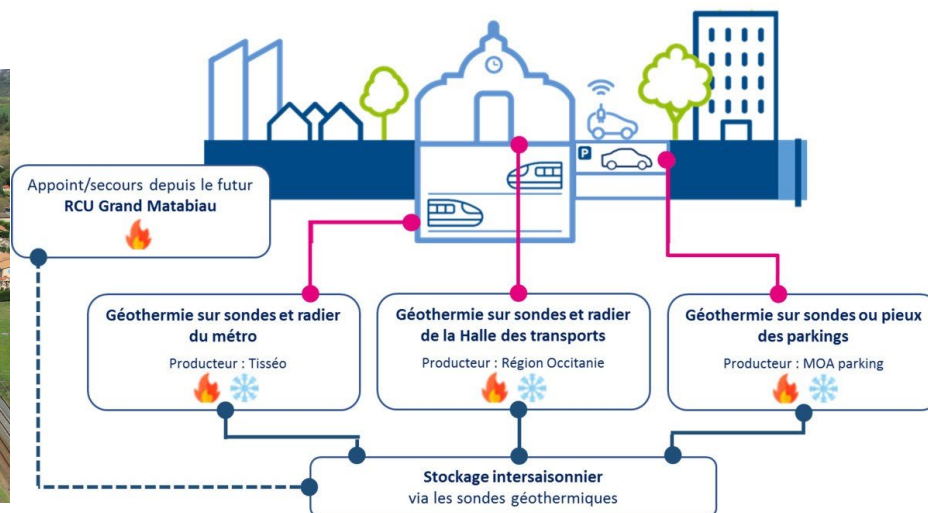 P
Appoint/secours depuis le futur
RCU Grand Matabiau
Géothermie sur sondes et radier
du métro
Producteur : Tisséo
Géothermie sur sondes et radier
de la Halle des transports
Producteur : Région Occitanie
Géothermie sur sondes ou pieux
des parkings
Producteur : MOA parking
Stockage intersaisonnier
via les sondes géothermiques